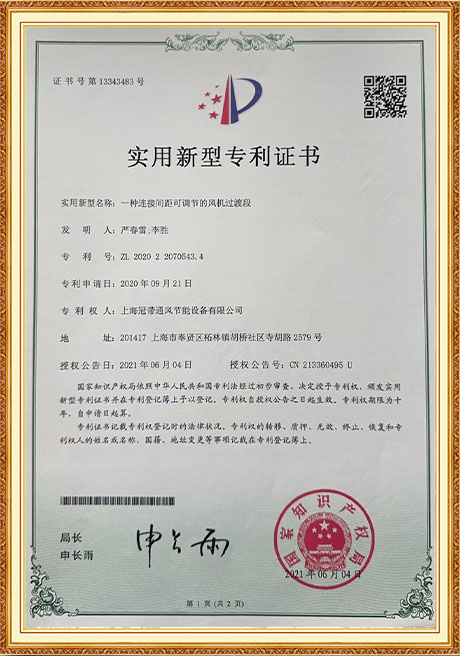 证书号第13343483号
实用新型专利证书
实用新型名称：一种连接间距可调节的风机过渡段
发 明 人：严春雷;李胜
专 利 号：ZL 2020 2 2070543.4
专利申请日：2020年09月21日
专 利 权 人：上海冠带通风节能设备有限公司
地 址：201417 上海市奉贤区柘林镇胡桥社区寺胡路2579号
授权公告日：2021年06月04日 授权公告号：CN 213360495 U
国家知识产权局依照中华人民共和国专利法经过初步审查，决定授予专利权，颁发实用
新型专利证书并在专利登记簿上予以登记。专利权自授权公告之日起生效。专利权期限为十
年，自申请日起算。
专利证书记载专利权登记时的法律状况。专利权的转移、质押、无效、终止、恢复和专
利权人的姓名或名称、国籍、地址变更等事项记载在专利登记簿上。
局长
申长雨
申长雨
国家知识产权局
2021年06月04日
第1页(共2页)